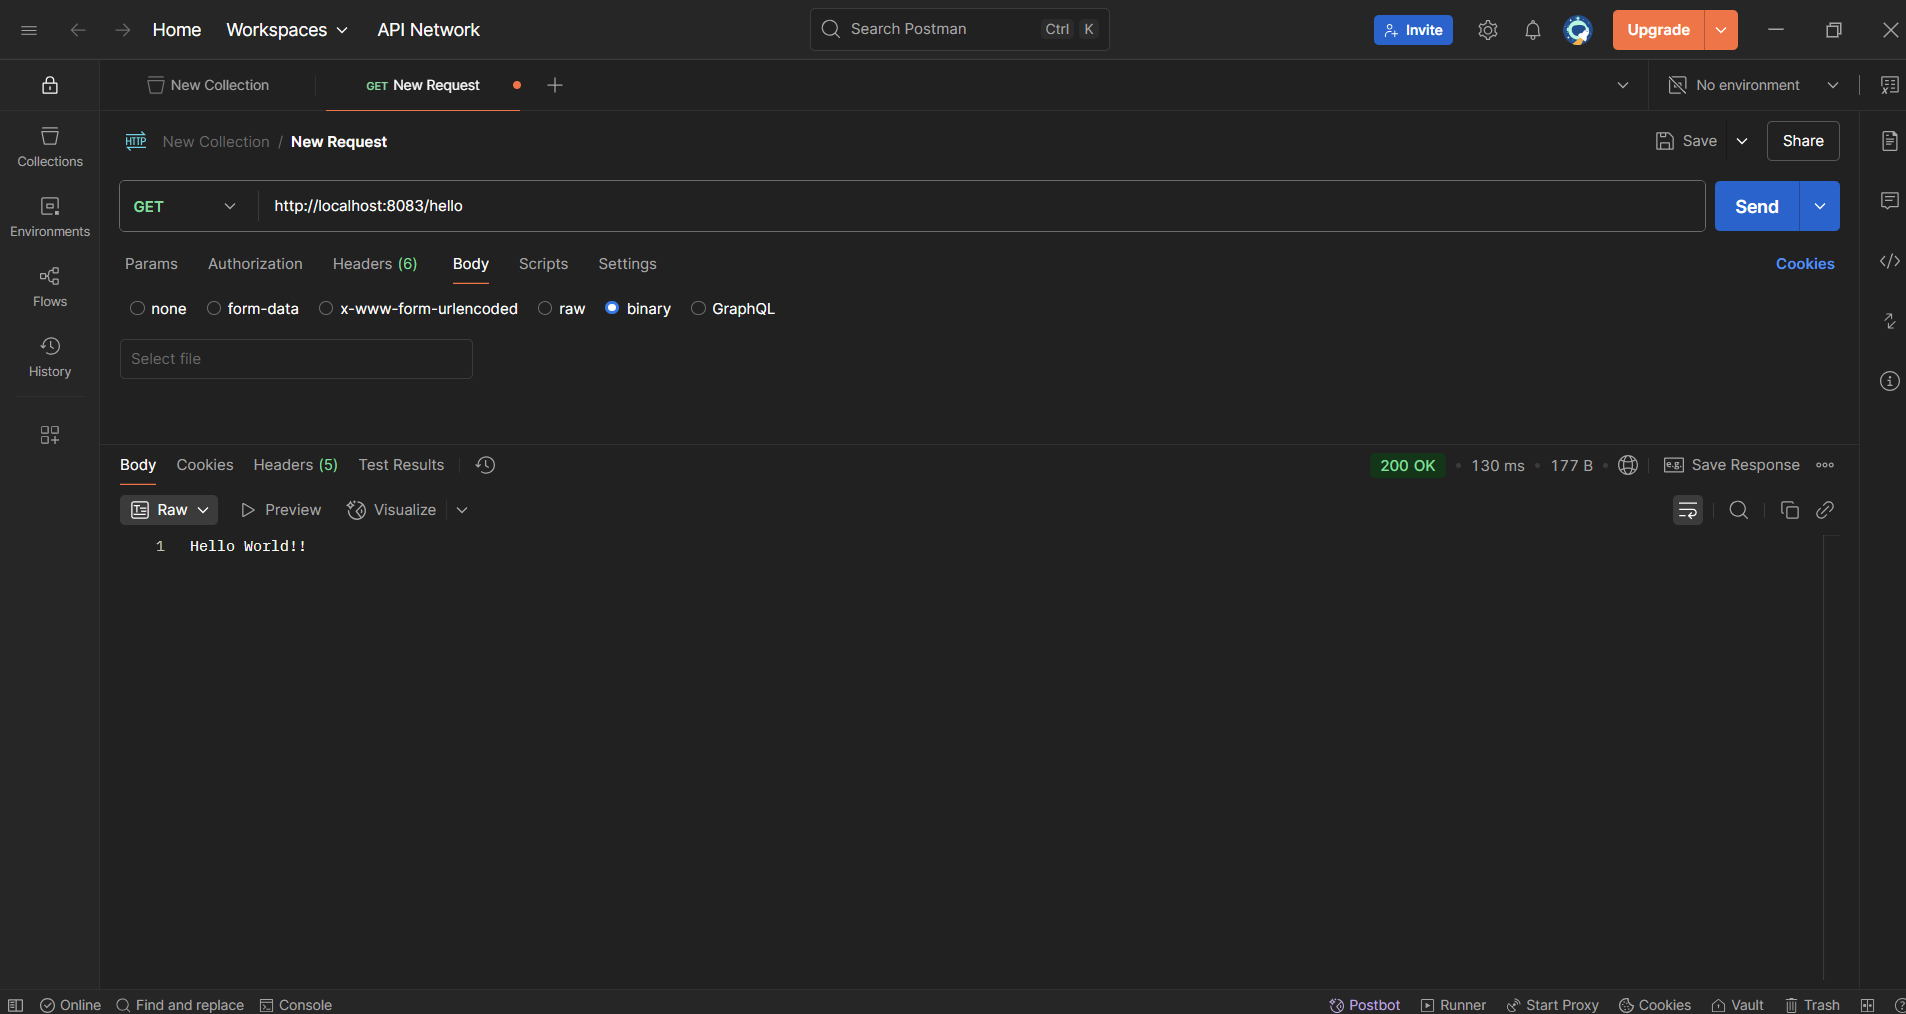 Home Workspaces API Network Search Postman Ctrl K Invite Upgrade
New Collection GET New Request No environment
HTTP New Collection / New Request Save Share
Collections
GET http://localhost:8083/hello Send
Environments
Params Authorization Headers (6) Body Scripts Settings Cookies
Flows
none form-data x-www-form-urlencoded raw binary GraphQL
Select file
History
Body Cookies Headers (5) Test Results 200 OK 130 ms 177 B e.g. Save Response
Raw Preview Visualize
1 Hello World!!
Online Find and replace Console Postbot Runner Start Proxy Cookies Vault Trash